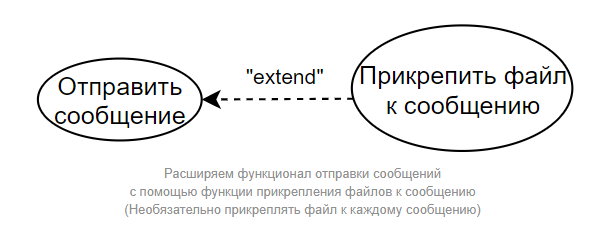 Отправить
сообщение
"extend"
Прикрепить файл
к сообщению
Расширяем функционал отправки сообщений
с помощью функции прикрепления файлов к сообщению
(Необязательно прикреплять файл к каждому сообщению)